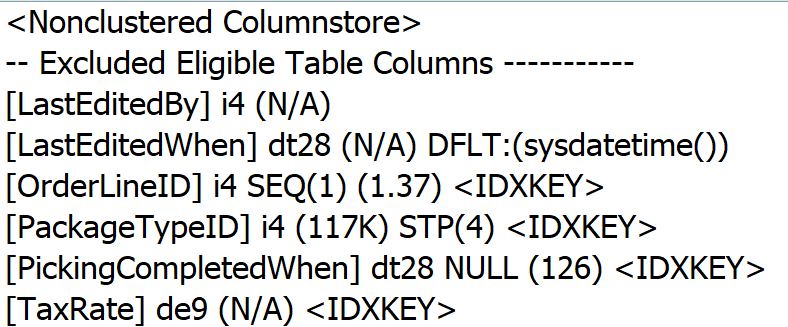 <Nonclustered Columnstore>
-- Excluded Eligible Table Columns -----------
[LastEditedBy] i4 (N/A)
[LastEditedWhen] dt28 (N/A) DFLT:(sysdatetime())
[OrderLineID] i4 SEQ(1) (1.37) <IDXKEY>
[PackageTypeID] i4 (117K) STP(4) <IDXKEY>
[PickingCompletedWhen] dt28 NULL (126) <IDXKEY>
[TaxRate] de9 (N/A) <IDXKEY>